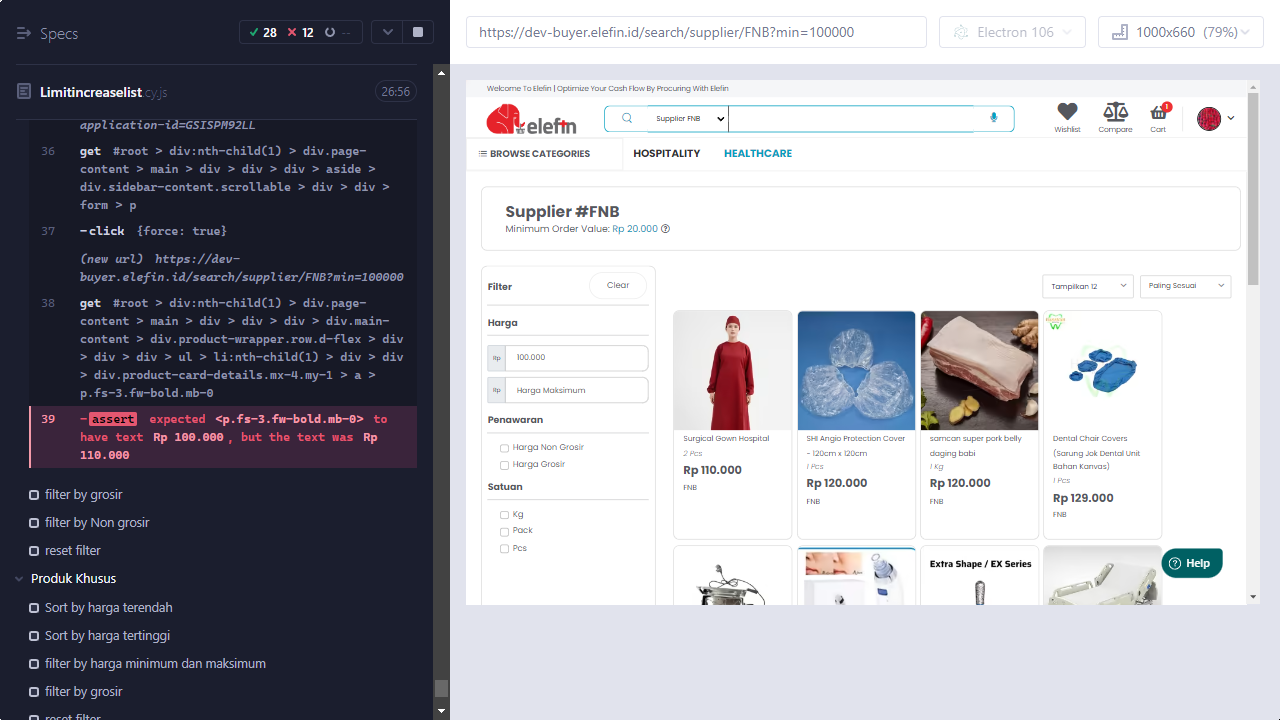 Specs
28
12
--
Limitincreaselist.cy.js
26:56
application-id=GSISPM92LL
36 get #root > div:nth-child(1) > div.page-
content > main > div > div > div > aside >
div.sidebar-content.scrollable > div > div >
form > p
37 -click {force: true}
(new url) https://dev-
buyer.elefin.id/search/supplier/FNB?min=100000
38 get #root > div:nth-child(1) > div.page-
content > main > div > div > div > div.main-
content > div.product-wrapper.row.d-flex > div
> div > div > ul > li:nth-child(1) > div > div
> div.product-card-details.mx-4.my-1 > a >
p.fs-3.fw-bold.mb-0
39 -assert expected <p.fs-3.fw-bold.mb-0> to
have text Rp 100.000, but the text was Rp
110.000
filter by grosir
filter by Non grosir
reset filter
Produk Khusus
Sort by harga terendah
Sort by harga tertinggi
filter by harga minimum dan maksimum
filter by grosir
reset filter
https://dev-buyer.elefin.id/search/supplier/FNB?min=100000
Electron 106
1000x660 (79%)
Welcome To Elefin | Optimize Your Cash Flow By Procuring With Elefin
elefin
Supplier FNB
Wishlist
Compare
1
Cart
BROWSE CATEGORIES
HOSPITALITY
HEALTHCARE
Supplier #FNB
Minimum Order Value: Rp 20.000
Filter
Clear
Harga
Rp 100.000
Rp Harga Maksimum
Penawaran
Harga Non Grosir
Harga Grosir
Satuan
Kg
Pack
Pcs
Tampilkan 12
Paling Sesuai
Surgical Gown Hospital
2 Pcs
Rp 110.000
FNB
SHI Angio Protection Cover
- 120cm x 120cm
1 Pcs
Rp 120.000
FNB
samcan super pork belly
daging babi
1 Kg
Rp 120.000
FNB
Dental Chair Covers
(Sarung Jok Dental Unit
Bahan Kanvas)
1 Pcs
Rp 129.000
FNB
Extra Shape / EX Series
Help